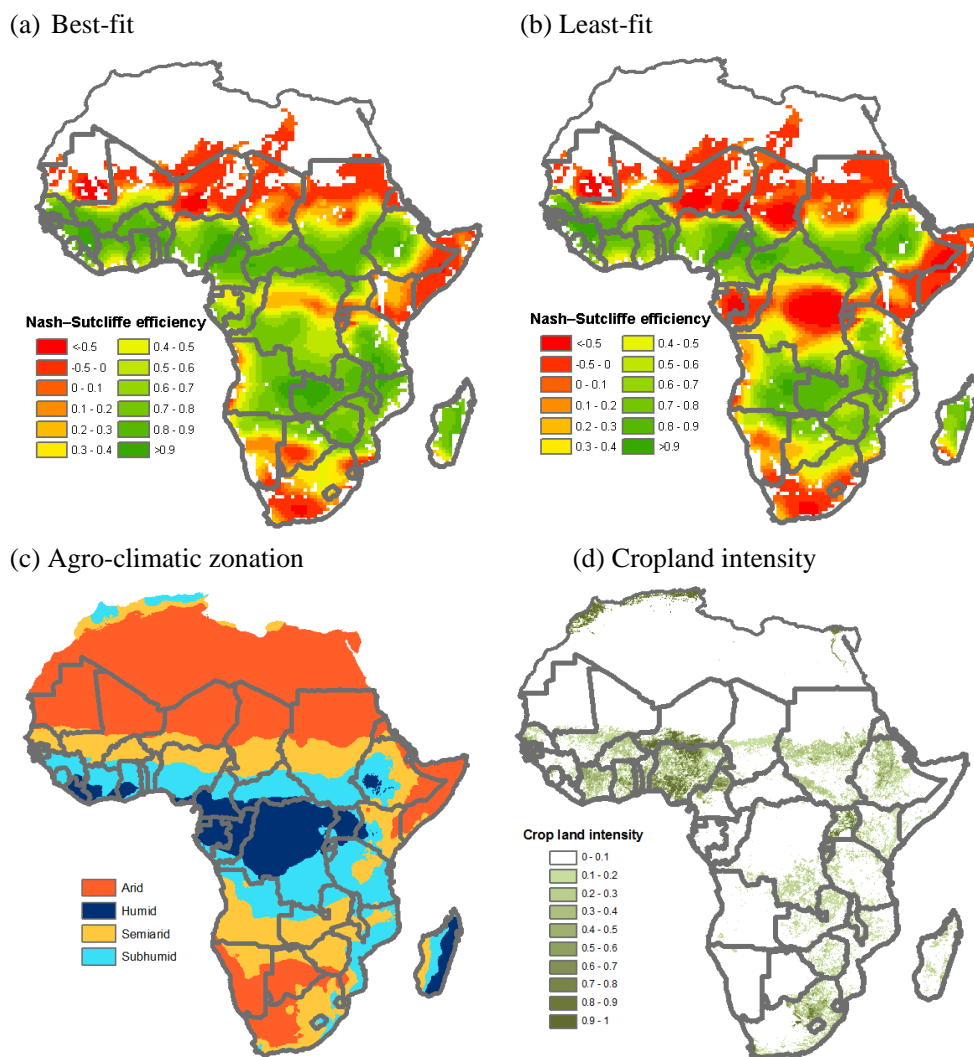 (a) Best-fit
(b) Least-fit
Nash–Sutcliffe efficiency
<-0.5 0.4 - 0.5
-0.5 - 0 0.5 - 0.6
0 - 0.1 0.6 - 0.7
0.1 - 0.2 0.7 - 0.8
0.2 - 0.3 0.8 - 0.9
0.3 - 0.4 >0.9
Nash–Sutcliffe efficiency
<-0.5 0.4 - 0.5
-0.5 - 0 0.5 - 0.6
0 - 0.1 0.6 - 0.7
0.1 - 0.2 0.7 - 0.8
0.2 - 0.3 0.8 - 0.9
0.3 - 0.4 >0.9
(c) Agro-climatic zonation
(d) Cropland intensity
Arid
Humid
Semiarid
Subhumid
Crop land intensity
0 - 0.1
0.1 - 0.2
0.2 - 0.3
0.3 - 0.4
0.4 - 0.5
0.5 - 0.6
0.6 - 0.7
0.7 - 0.8
0.8 - 0.9
0.9 - 1